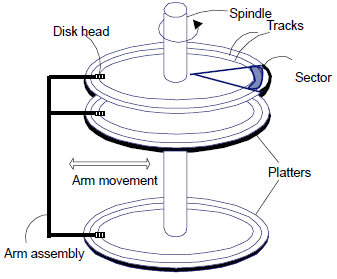 Spindle
Tracks
Disk head
Sector
Platters
Arm movement
Arm assembly